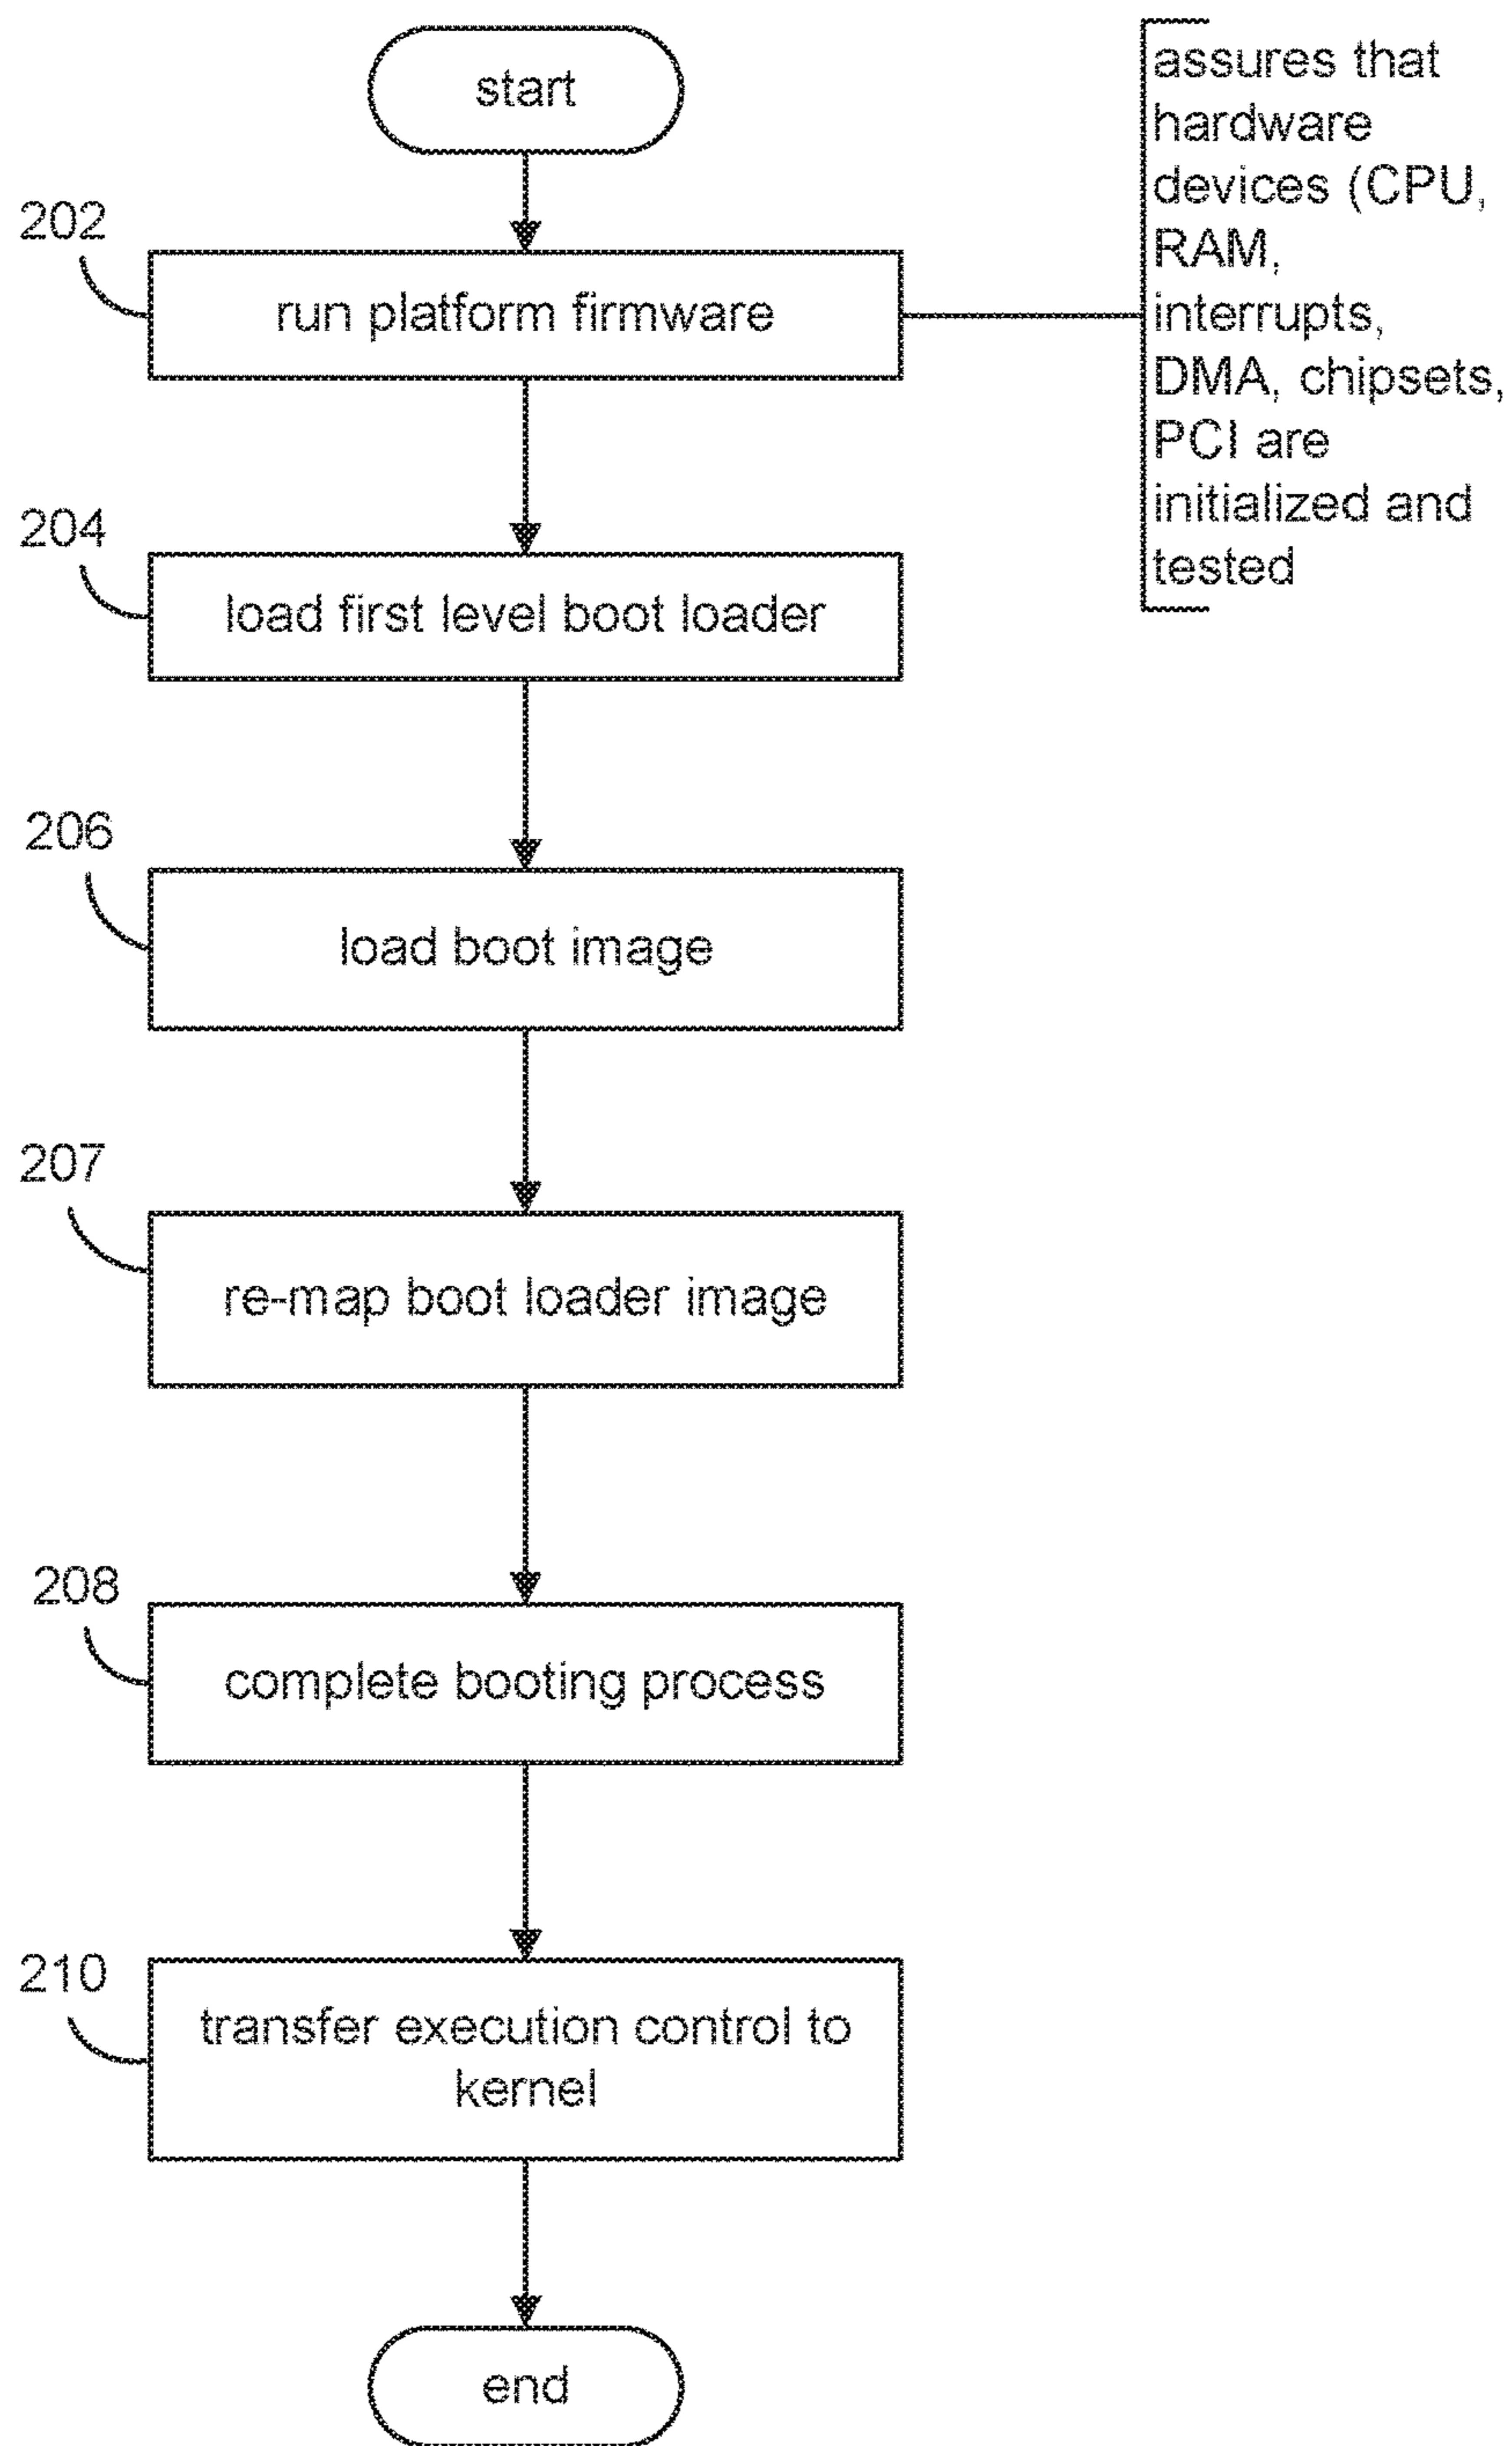 start
202
run platform firmware
assures that
hardware
devices (CPU,
RAM,
interrupts,
DMA, chipsets,
PCI are
initialized and
tested
204
load first level boot loader
206
load boot image
207
re-map boot loader image
208
complete booting process
210
transfer execution control to
kernel
end